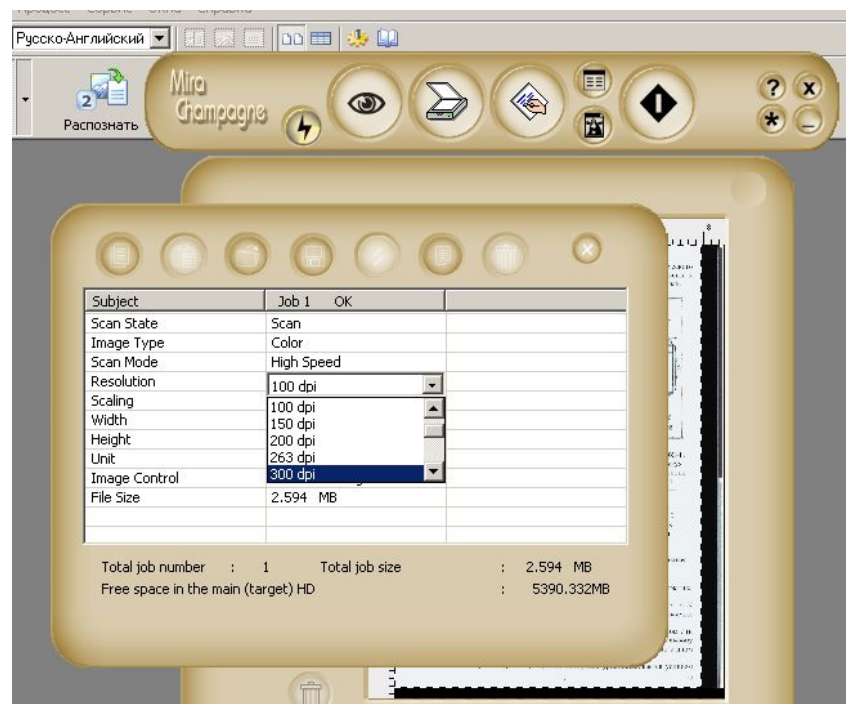 Русско-Английский
2
Распознать
Mira
Champagne
?
x
*
Subject Job 1 OK
Scan State Scan
Image Type Color
Scan Mode High Speed
Resolution 100 dpi
Scaling 100 dpi
Width 150 dpi
Height 200 dpi
Unit 263 dpi
Image Control 300 dpi
File Size 2.594 MB
Total job number : 1 Total job size : 2.594 MB
Free space in the main (target) HD : 5390.332MB
8